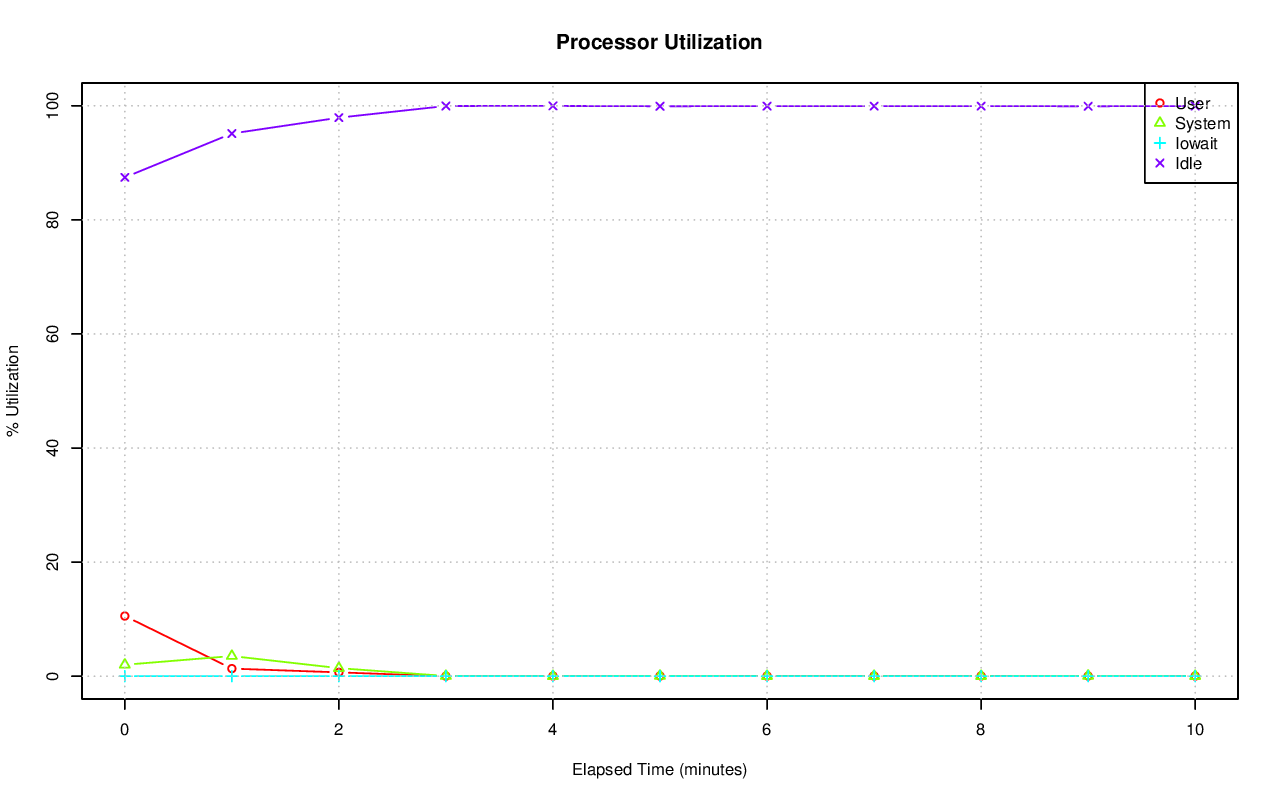 Processor Utilization
% Utilization
100
80
60
40
20
0
User
System
Iowait
Idle
0 2 4 6 8 10
Elapsed Time (minutes)